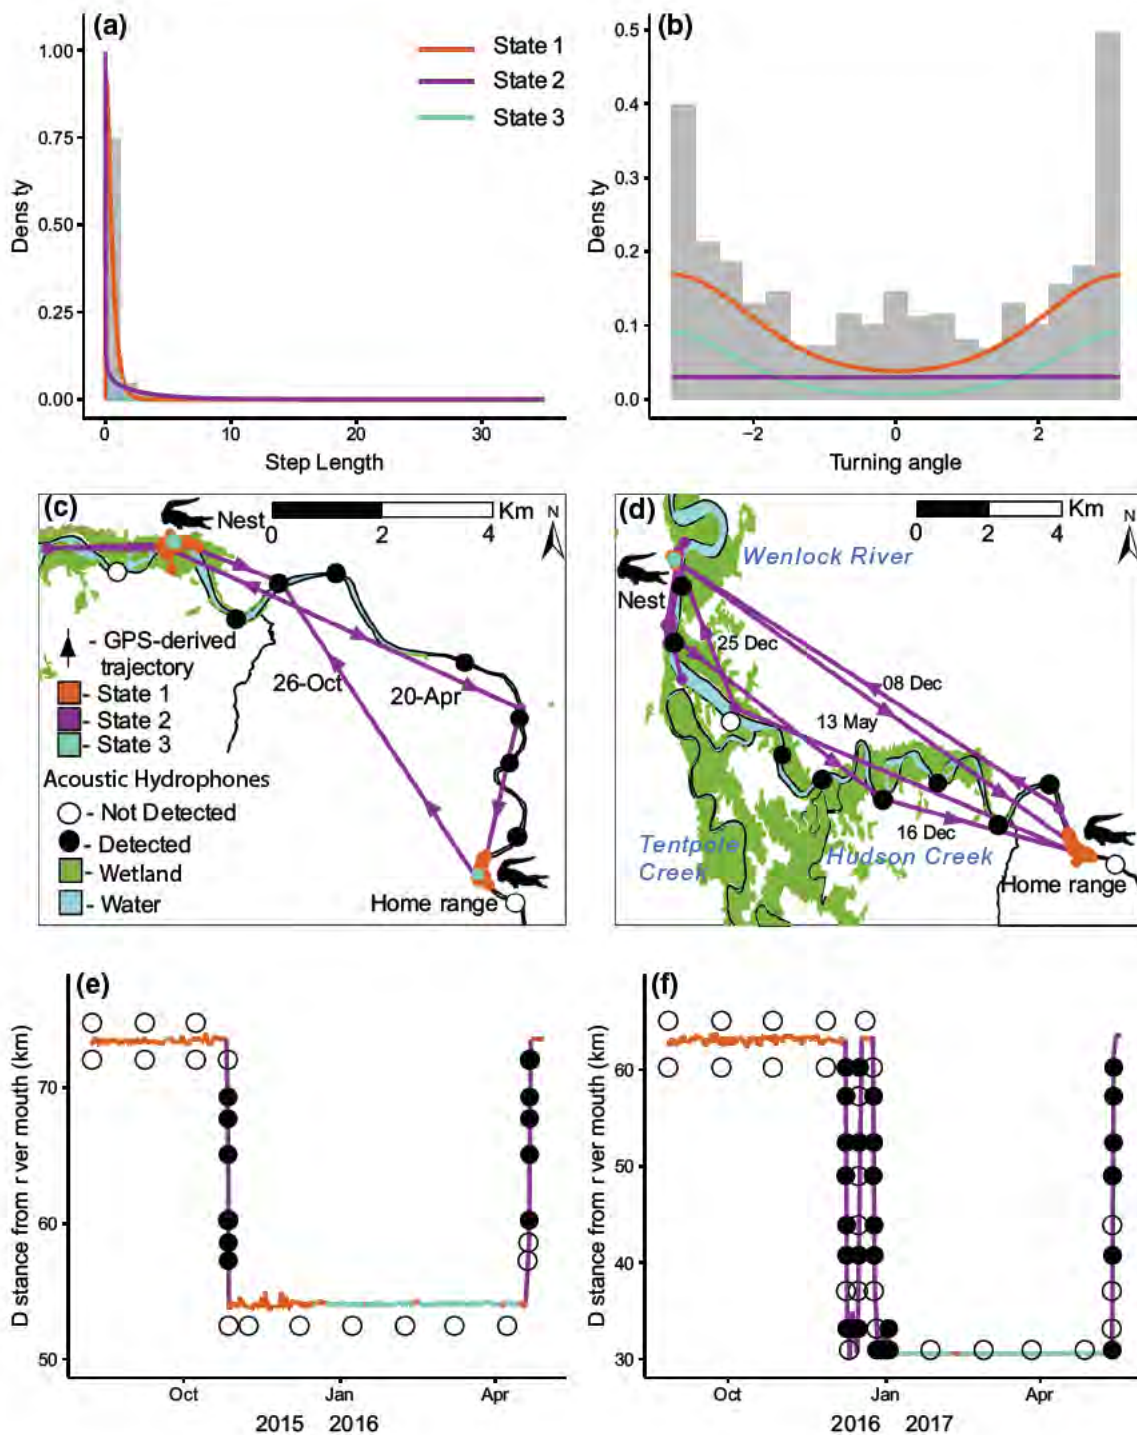 (a)
1.00
0.75
0.50
0.25
0.00
Dens ty
0
10
20
30
Step Length
State 1
State 2
State 3
(b)
0.5
0.4
0.3
0.2
0.1
0.0
Dens ty
−2
0
2
Turning angle
(c)
Nest
0
2
4
Km
N
- GPS-derived
trajectory
- State 1
- State 2
- State 3
Acoustic Hydrophones
- Not Detected
- Detected
- Wetland
- Water
26-Oct
20-Apr
Home range
(d)
0
2
4
Km
N
Wenlock River
Nest
25 Dec
08 Dec
13 May
16 Dec
Tentpole
Creek
Hudson Creek
Home range
(e)
D stance from r ver mouth (km)
70
60
50
Oct
Jan
Apr
2015 2016
(f)
D stance from r ver mouth (km)
60
50
40
30
Oct
Jan
Apr
2016 2017